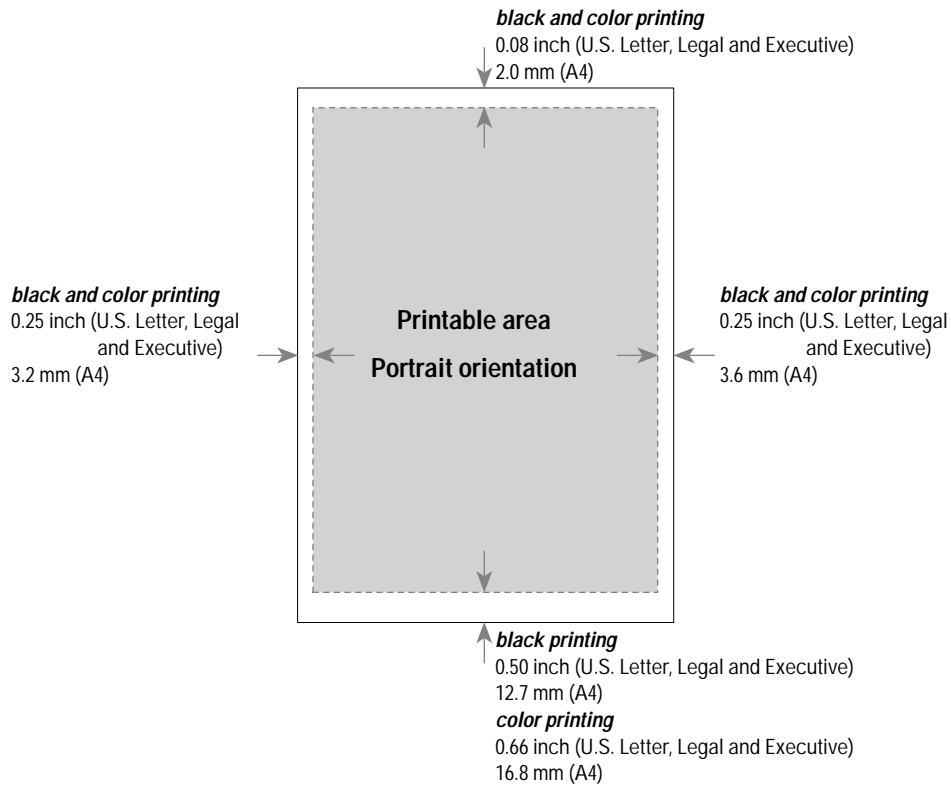 black and color printing
0.08 inch (U.S. Letter, Legal and Executive)
2.0 mm (A4)
black and color printing
0.25 inch (U.S. Letter, Legal
and Executive)
3.2 mm (A4)
Printable area
Portrait orientation
black and color printing
0.25 inch (U.S. Letter, Legal
and Executive)
3.6 mm (A4)
black printing
0.50 inch (U.S. Letter, Legal and Executive)
12.7 mm (A4)
color printing
0.66 inch (U.S. Letter, Legal and Executive)
16.8 mm (A4)